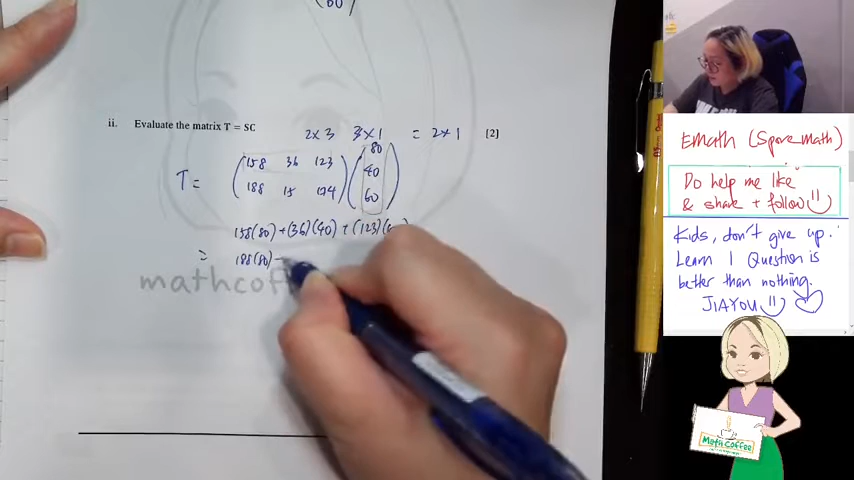 60
ii. Evaluate the matrix T = SC
2×3 3×1 = 2×1 [2]
T = (158 36 123) (80)
188 15 40
60
158(80) + (36)(40) + (123)(
= 188(80)
mathcoff
Emath (Spore math)
Do help me like
& share + follow
Kids, don't give up.
Learn 1 Question is
better than nothing.
JIAYOU
Math Coffee